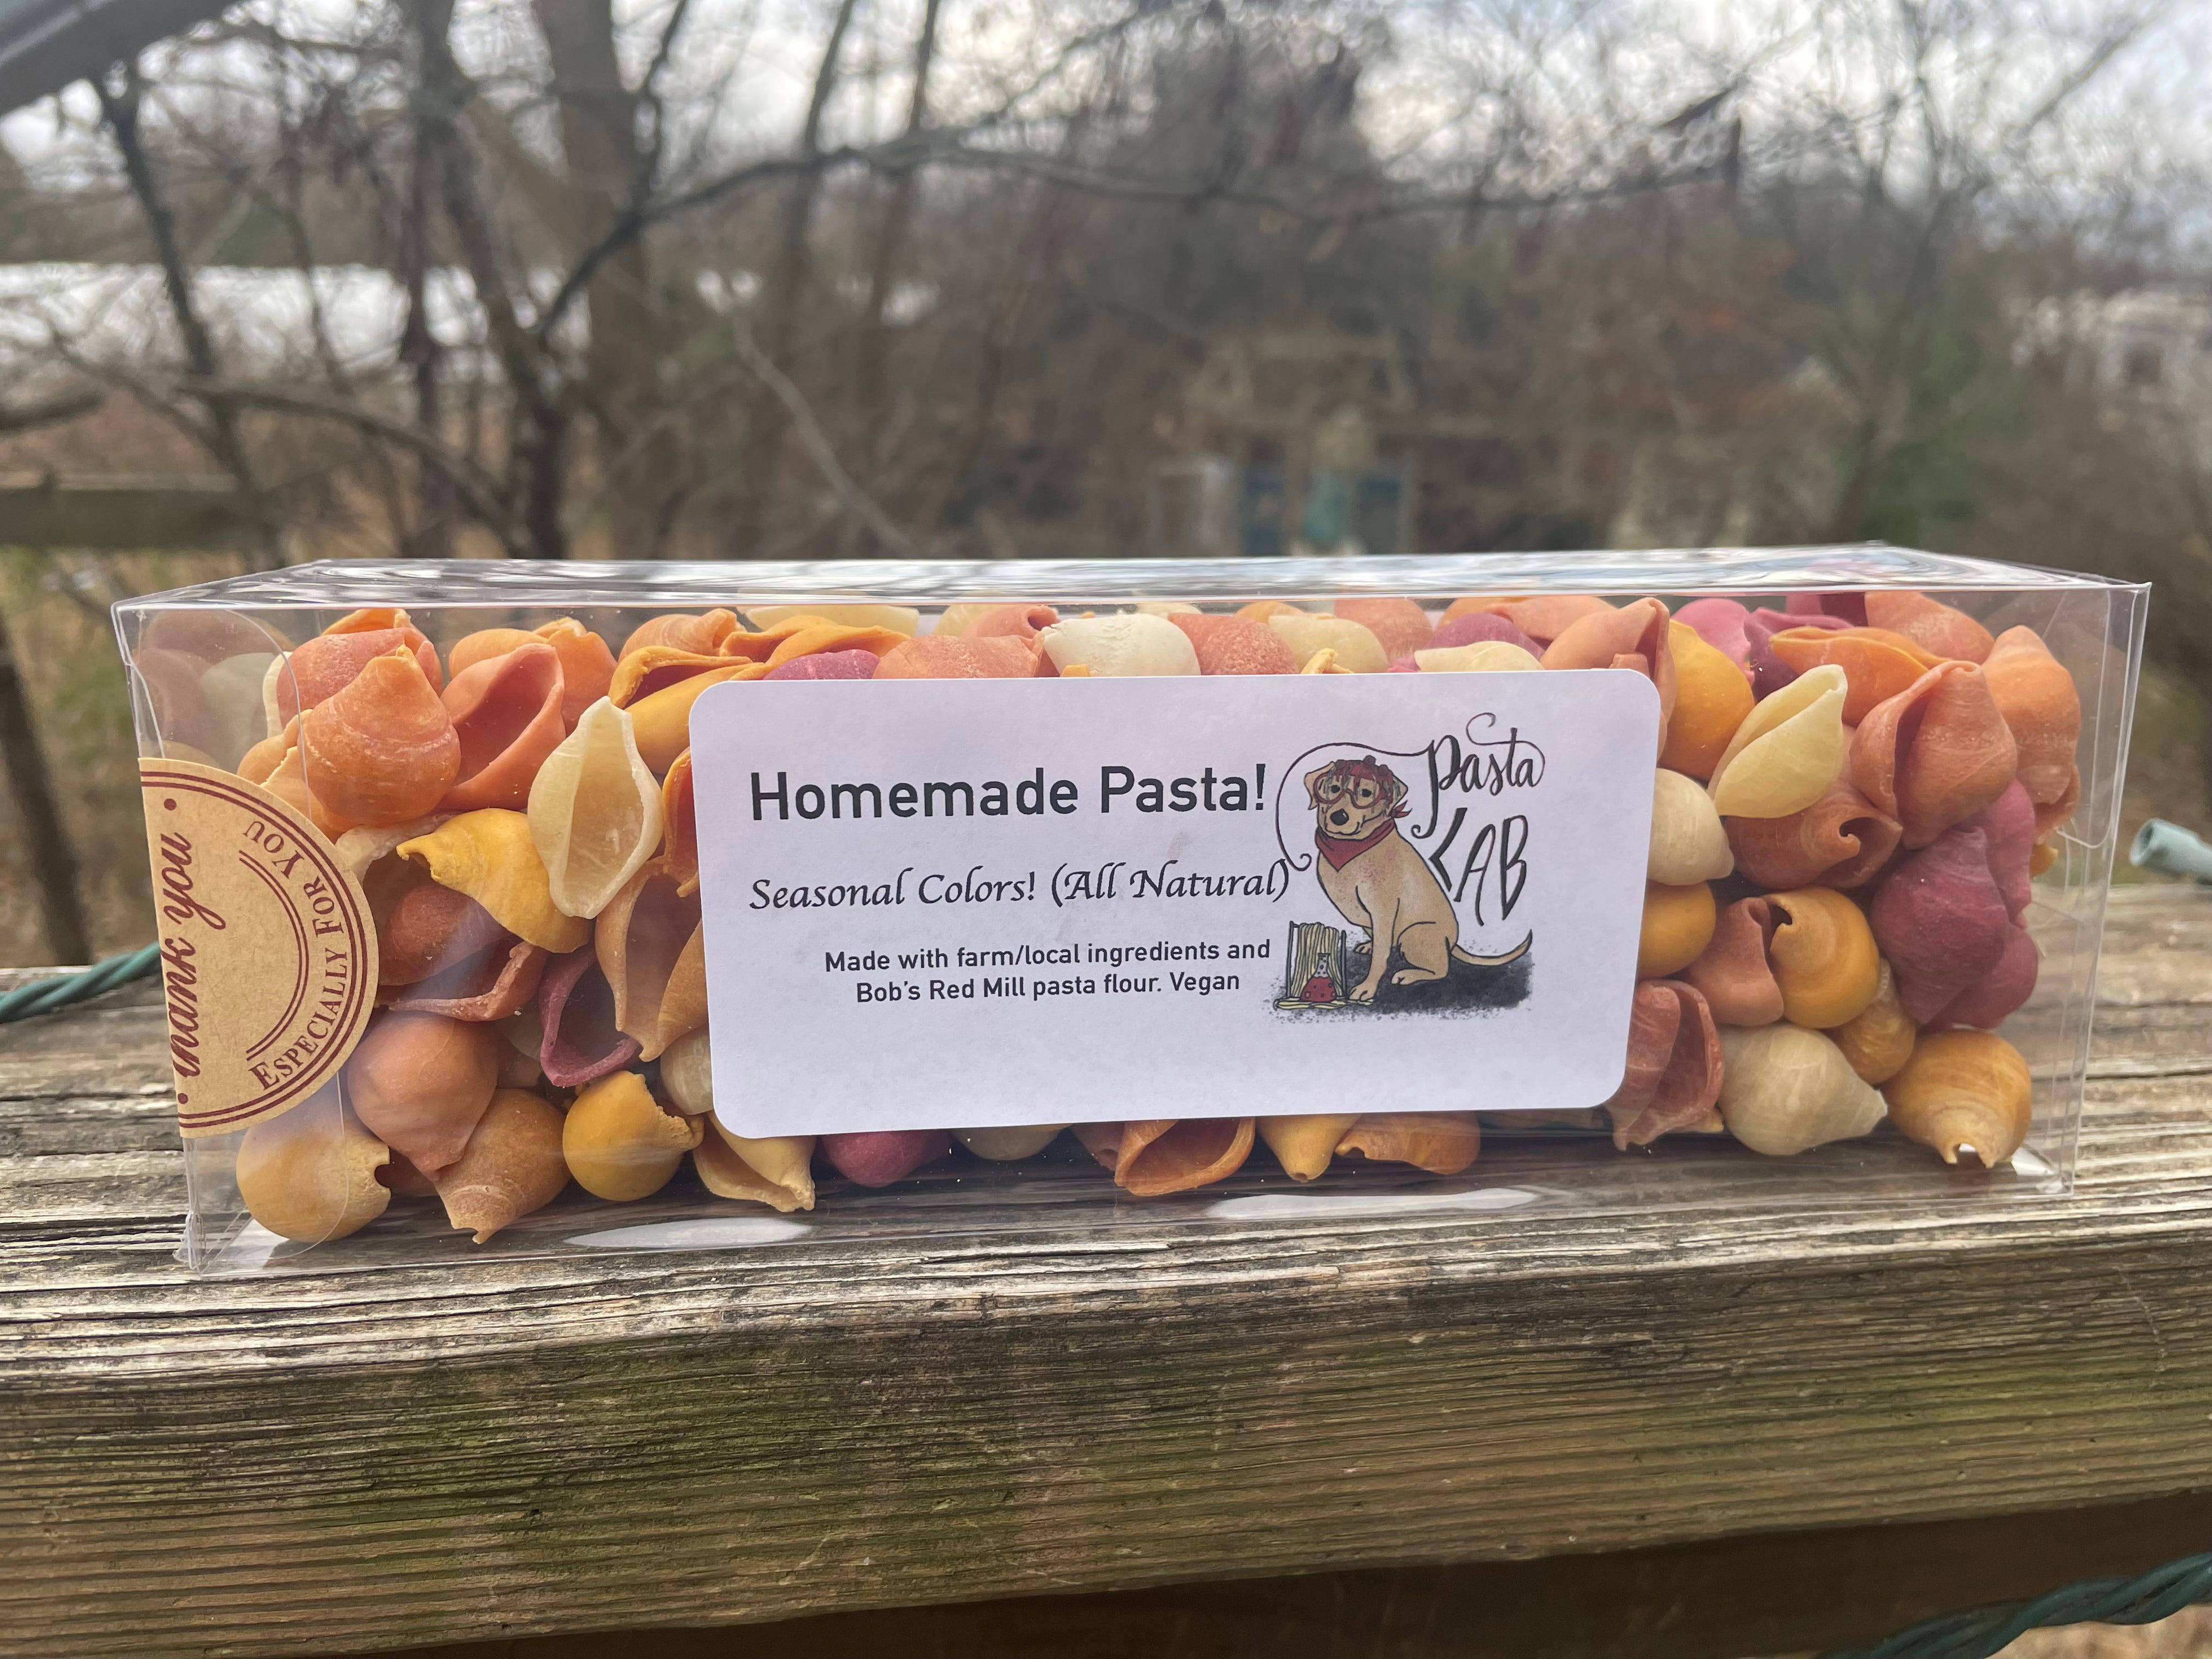 Homemade Pasta!
Seasonal Colors! (All Natural)
Made with farm/local ingredients and
Bob's Red Mill pasta flour. Vegan
Pasta
LAB
thank you
ESPECIALLY FOR YOU